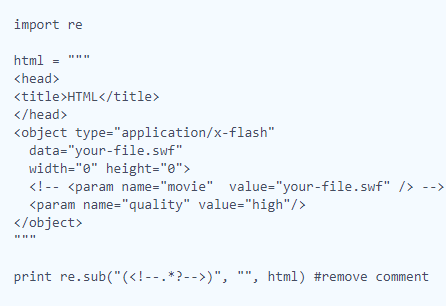 import re
html = """
<head>
<title>HTML</title>
</head>
<object type="application/x-flash"
data="your-file.swf
width="0" height="0">
<!-- <param name="movie"  value="your-file.swf" /> -->
<param name="quality" value="high"/>
</object>
"""
print re.sub("(<!--.*?-->)", "", html) #remove comment